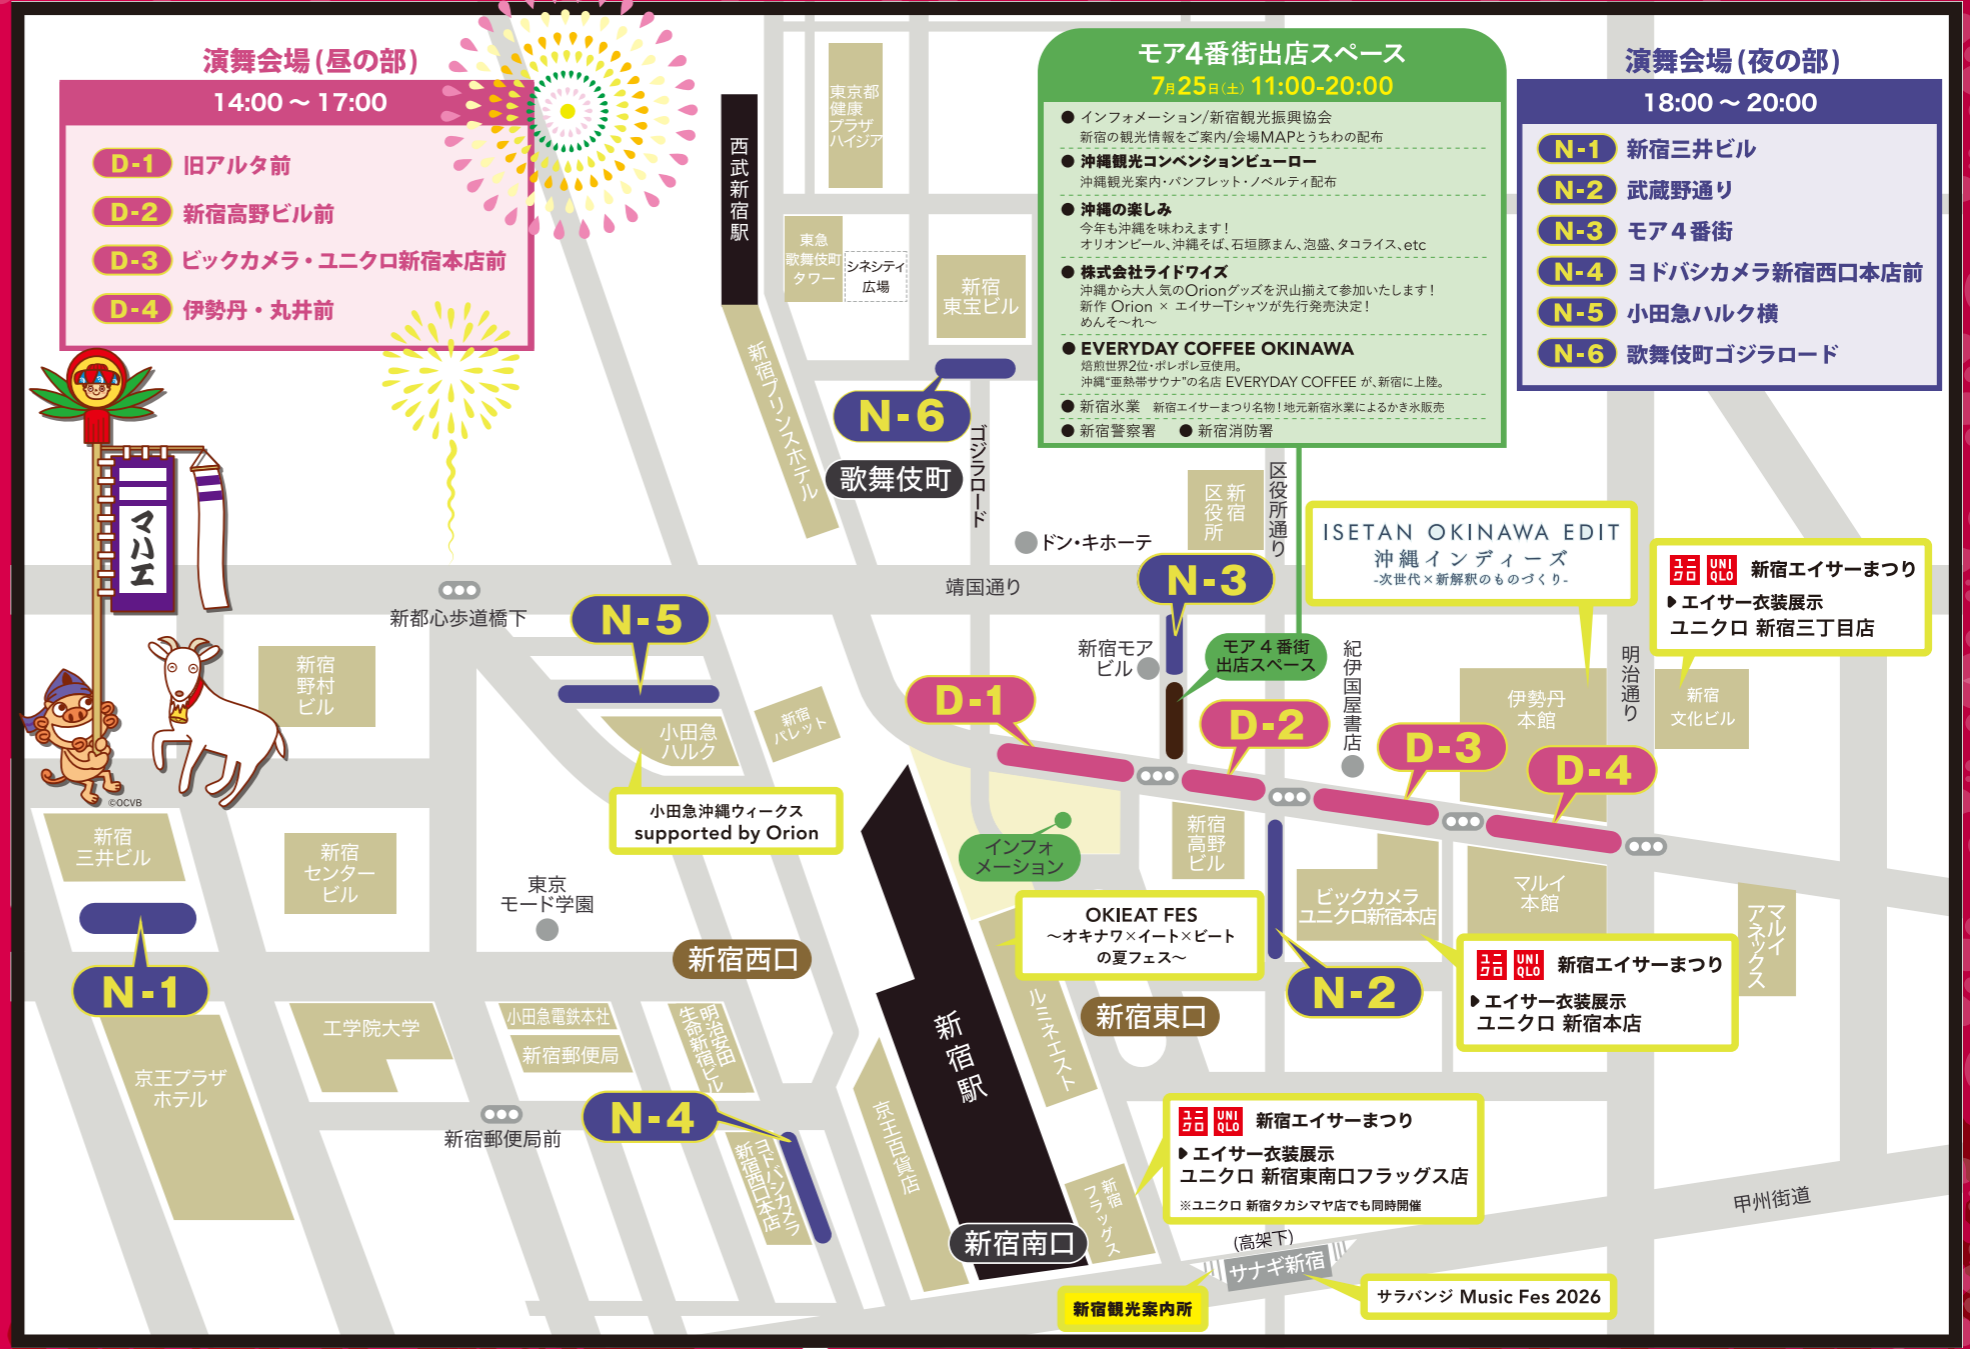 演舞会場(昼の部)
14:00～17:00
D-1 旧アルタ前
D-2 新宿高野ビル前
D-3 ビックカメラ・ユニクロ新宿本店前
D-4 伊勢丹・丸井前
モア4番街出店スペース
7月25日(土) 11:00-20:00
● インフォメーション/新宿観光振興協会
新宿の観光情報をご案内/会場MAPとうちわの配布
● 沖縄観光コンベンションビューロー
沖縄観光案内・パンフレット・ノベルティ配布
● 沖縄の楽しみ
今年も沖縄を味わえます!
オリオンビール、沖縄そば、石垣豚まん、泡盛、タコライス、etc
● 株式会社ライドワイズ
沖縄から大人気のOrionグッズを沢山揃えて参加いたします!
新作 Orion × エイサーTシャツが先行発売決定!
めんそ〜れ〜
● EVERYDAY COFFEE OKINAWA
焙煎世界2位・ポレポレ豆使用。
沖縄"亜熱帯サウナ"の名店 EVERYDAY COFFEE が、新宿に上陸。
● 新宿氷業 新宿エイサーまつり名物!地元新宿氷業によるかき氷販売
● 新宿警察署 ● 新宿消防署
演舞会場(夜の部)
18:00～20:00
N-1 新宿三井ビル
N-2 武蔵野通り
N-3 モア4番街
N-4 ヨドバシカメラ新宿西口本店前
N-5 小田急ハルク横
N-6 歌舞伎町ゴジラロード
西武新宿駅
東京都
健康
プラザ
ハイジア
東急
歌舞伎町
タワー
シネシティ
広場
新宿
東宝ビル
新宿プリンスホテル
N-6
歌舞伎町
ゴジラロード
ドン・キホーテ
新宿
区役所
区役所通り
ISETAN OKINAWA EDIT
沖縄インディーズ
-次世代×新解釈のものづくり-
ユニクロ UNIQLO 新宿エイサーまつり
エイサー衣装展示
ユニクロ 新宿三丁目店
マハエ
©OCVB
新都心歩道橋下
靖国通り
N-5
N-3
新宿モア
ビル
モア4番街
出店スペース
紀伊国屋書店
明治通り
新宿
野村
ビル
小田急
ハルク
新宿
パレット
D-1
D-2
D-3
D-4
伊勢丹
本館
新宿
文化ビル
小田急沖縄ウィークス
supported by Orion
インフォ
メーション
新宿
高野
ビル
ビックカメラ
ユニクロ新宿本店
マルイ
本館
マルイ
アネックス
新宿
三井ビル
新宿
センター
ビル
東京
モード学園
N-1
新宿西口
OKIEAT FES
〜オキナワ×イート×ビート
の夏フェス〜
N-2
ユニクロ UNIQLO 新宿エイサーまつり
エイサー衣装展示
ユニクロ 新宿本店
新宿東口
ルミネエスト
新宿駅
工学院大学
小田急電鉄本社
新宿郵便局
明治安田
生命新宿ビル
京王プラザ
ホテル
新宿郵便局前
N-4
ヨドバシカメラ
新宿西口本店
京王百貨店
ユニクロ UNIQLO 新宿エイサーまつり
エイサー衣装展示
ユニクロ 新宿東南口フラッグス店
※ユニクロ 新宿タカシマヤ店でも同時開催
新宿
フラッグス
新宿南口
甲州街道
(高架下)
サナギ新宿
新宿観光案内所
サラバンジ Music Fes 2026